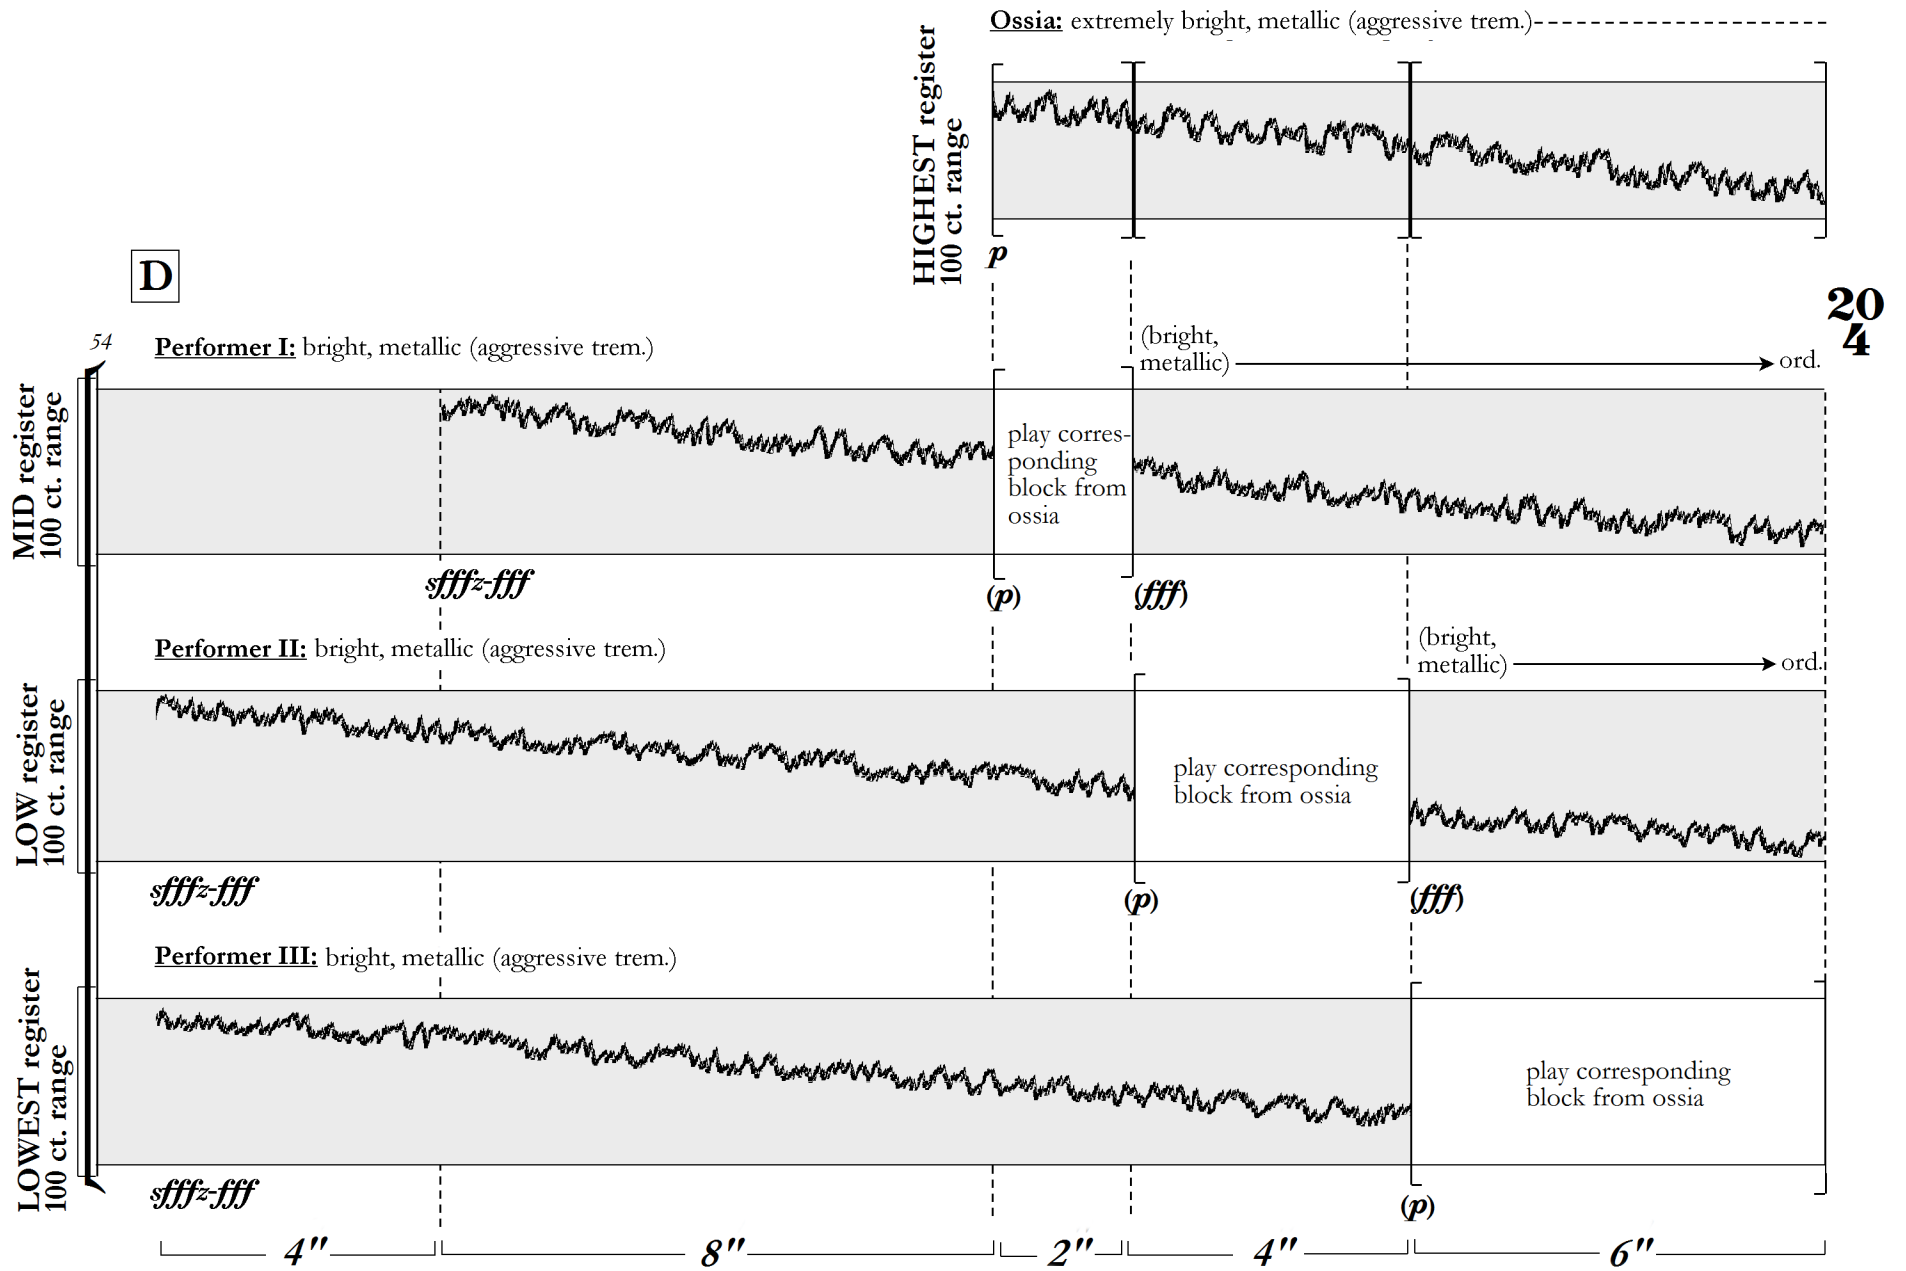 Ossia: extremely bright, metallic (aggressive trem.)
HIGHEST register
100 ct. range
p
D
20
4
54
Performer I: bright, metallic (aggressive trem.)
(bright,
metallic)
ord.
MID register
100 ct. range
play corres-
ponding
block from
ossia
sfffz-fff
(p)
(fff)
Performer II: bright, metallic (aggressive trem.)
(bright,
metallic)
ord.
LOW register
100 ct. range
play corresponding
block from ossia
sfffz-fff
(p)
(fff)
Performer III: bright, metallic (aggressive trem.)
LOWEST register
100 ct. range
play corresponding
block from ossia
sfffz-fff
(p)
4" 8" 2" 4" 6"